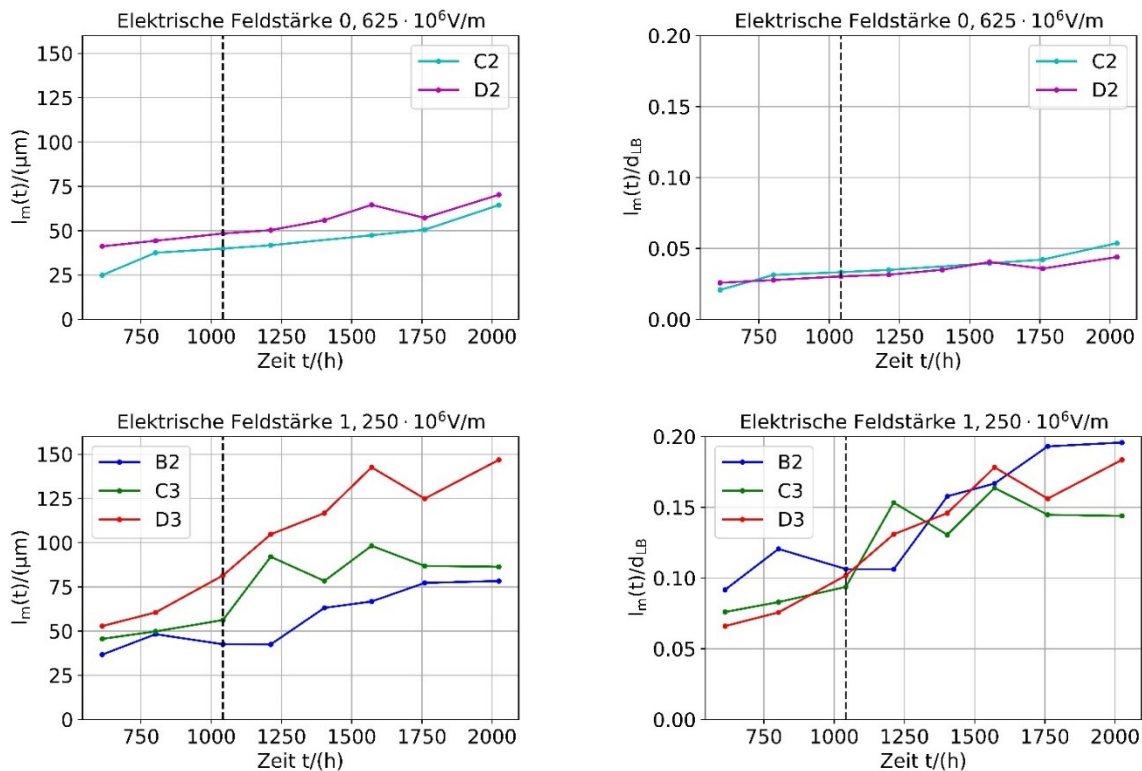 Elektrische Feldstärke 0, 625 · 10⁶V/m
150
125
100
75
50
25
0
lₘ(t)/(µm)
C2
D2
750 1000 1250 1500 1750 2000
Zeit t/(h)
Elektrische Feldstärke 0, 625 · 10⁶V/m
0.20
0.15
0.10
0.05
0.00
lₘ(t)/d_LB
C2
D2
750 1000 1250 1500 1750 2000
Zeit t/(h)
Elektrische Feldstärke 1, 250 · 10⁶V/m
150
125
100
75
50
25
0
lₘ(t)/(µm)
B2
C3
D3
750 1000 1250 1500 1750 2000
Zeit t/(h)
Elektrische Feldstärke 1, 250 · 10⁶V/m
0.20
0.15
0.10
0.05
0.00
lₘ(t)/d_LB
B2
C3
D3
750 1000 1250 1500 1750 2000
Zeit t/(h)